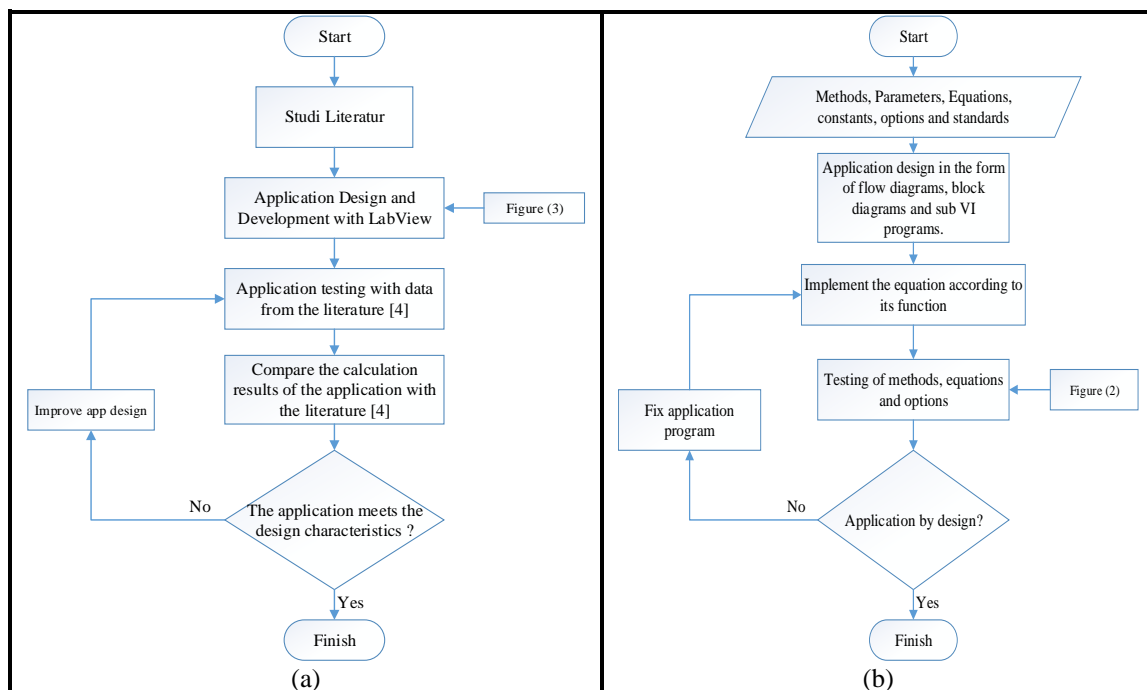 Start
Studi Literatur
Application Design and
Development with LabView
Figure (3)
Application testing with data
from the literature [4]
Compare the calculation
results of the application with
the literature [4]
Improve app design
No
The application meets the
design characteristics ?
Yes
Finish
(a)
Start
Methods, Parameters, Equations,
constants, options and standards
Application design in the form
of flow diagrams, block
diagrams and sub VI
programs.
Implement the equation according to
its function
Testing of methods, equations
and options
Figure (2)
Fix application
program
No
Application by design?
Yes
Finish
(b)